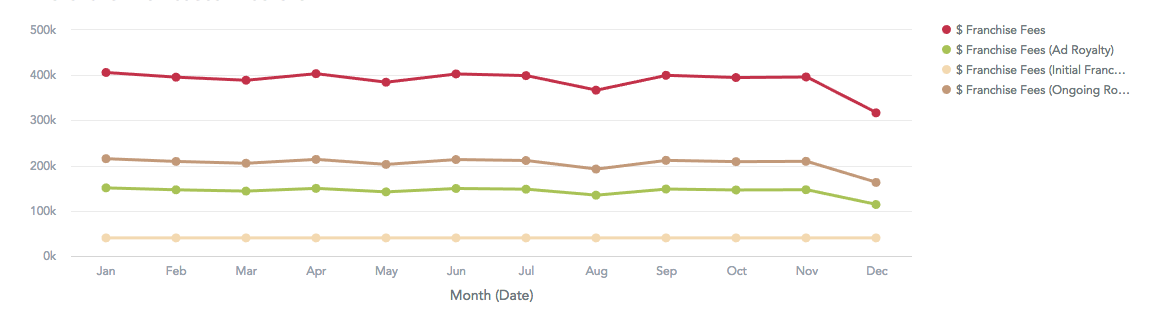 500k
400k
300k
200k
100k
0k
Jan Feb Mar Apr May Jun Jul Aug Sep Oct Nov Dec
Month (Date)
$ Franchise Fees
$ Franchise Fees (Ad Royalty)
$ Franchise Fees (Initial Franc...
$ Franchise Fees (Ongoing Ro...